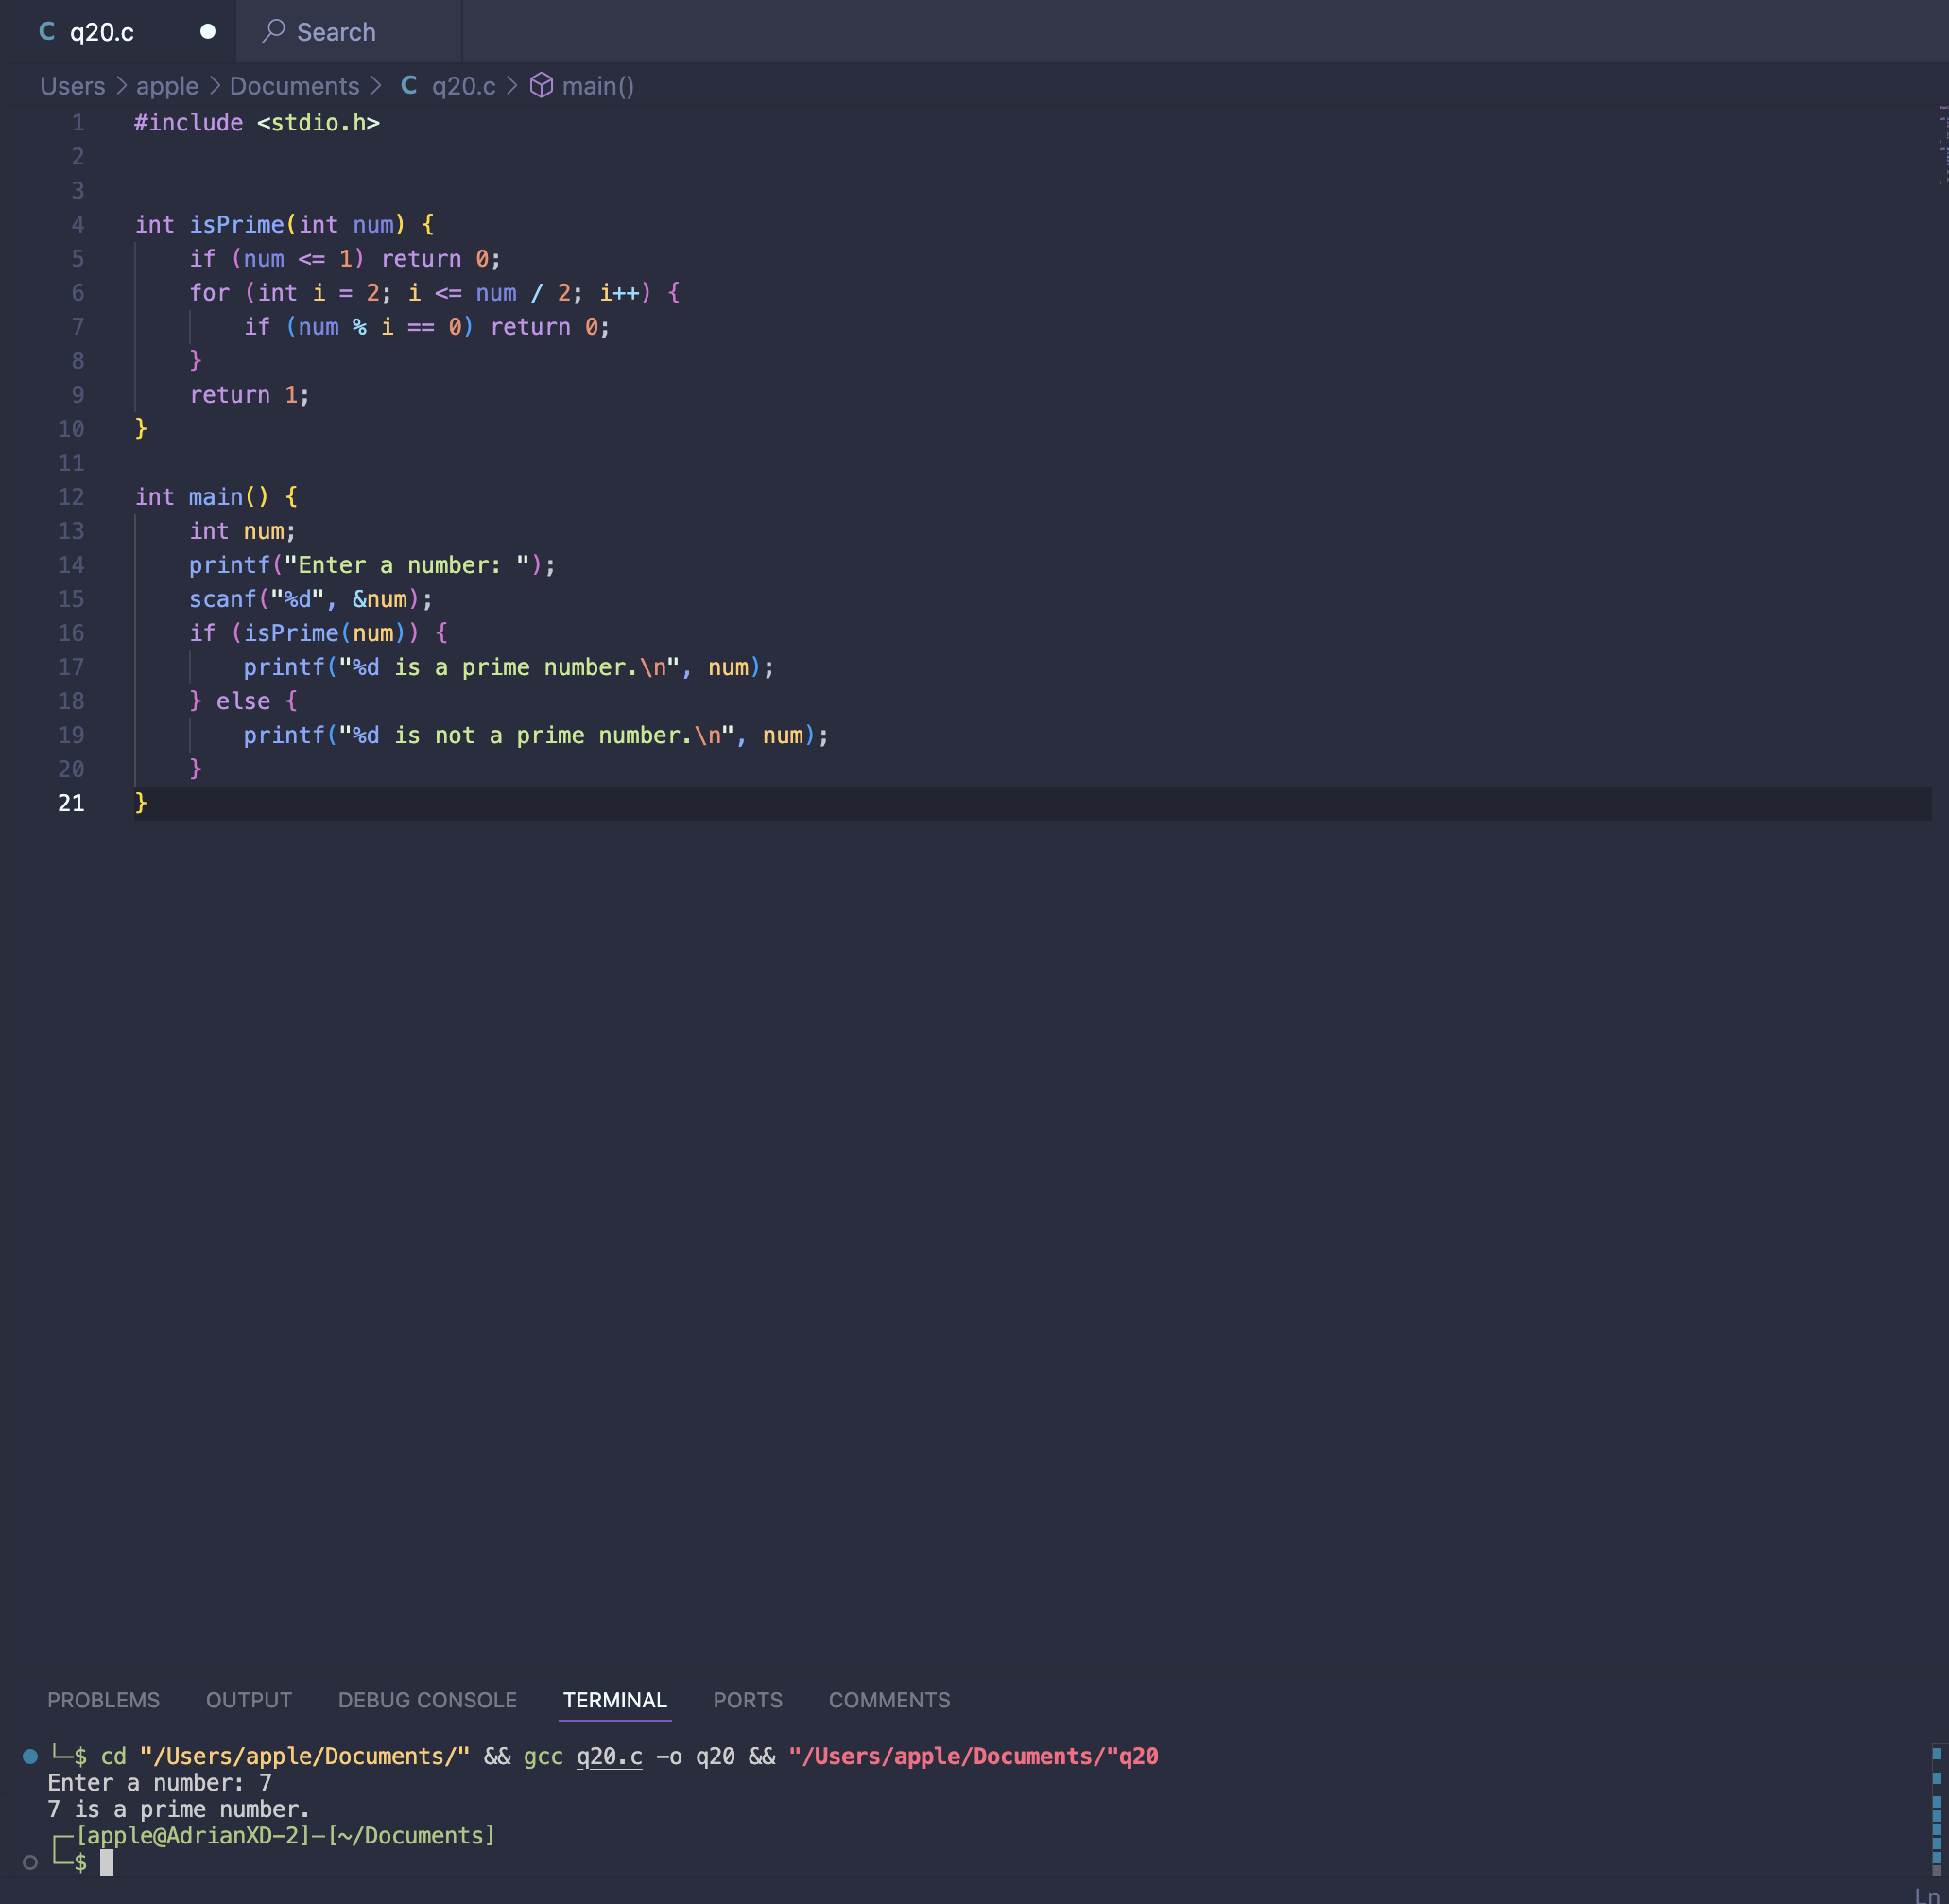 C q20.c Search
Users > apple > Documents > C q20.c > main()
1 #include <stdio.h>
2
3
4 int isPrime(int num) {
5     if (num <= 1) return 0;
6     for (int i = 2; i <= num / 2; i++) {
7         if (num % i == 0) return 0;
8     }
9     return 1;
10 }
11
12 int main() {
13     int num;
14     printf("Enter a number: ");
15     scanf("%d", &num);
16     if (isPrime(num)) {
17         printf("%d is a prime number.\n", num);
18     } else {
19         printf("%d is not a prime number.\n", num);
20     }
21 }
PROBLEMS OUTPUT DEBUG CONSOLE TERMINAL PORTS COMMENTS
└─$ cd "/Users/apple/Documents/" && gcc q20.c -o q20 && "/Users/apple/Documents/"q20
Enter a number: 7
7 is a prime number.
┌─[apple@AdrianXD-2]-[~/Documents]
└─$
Ln